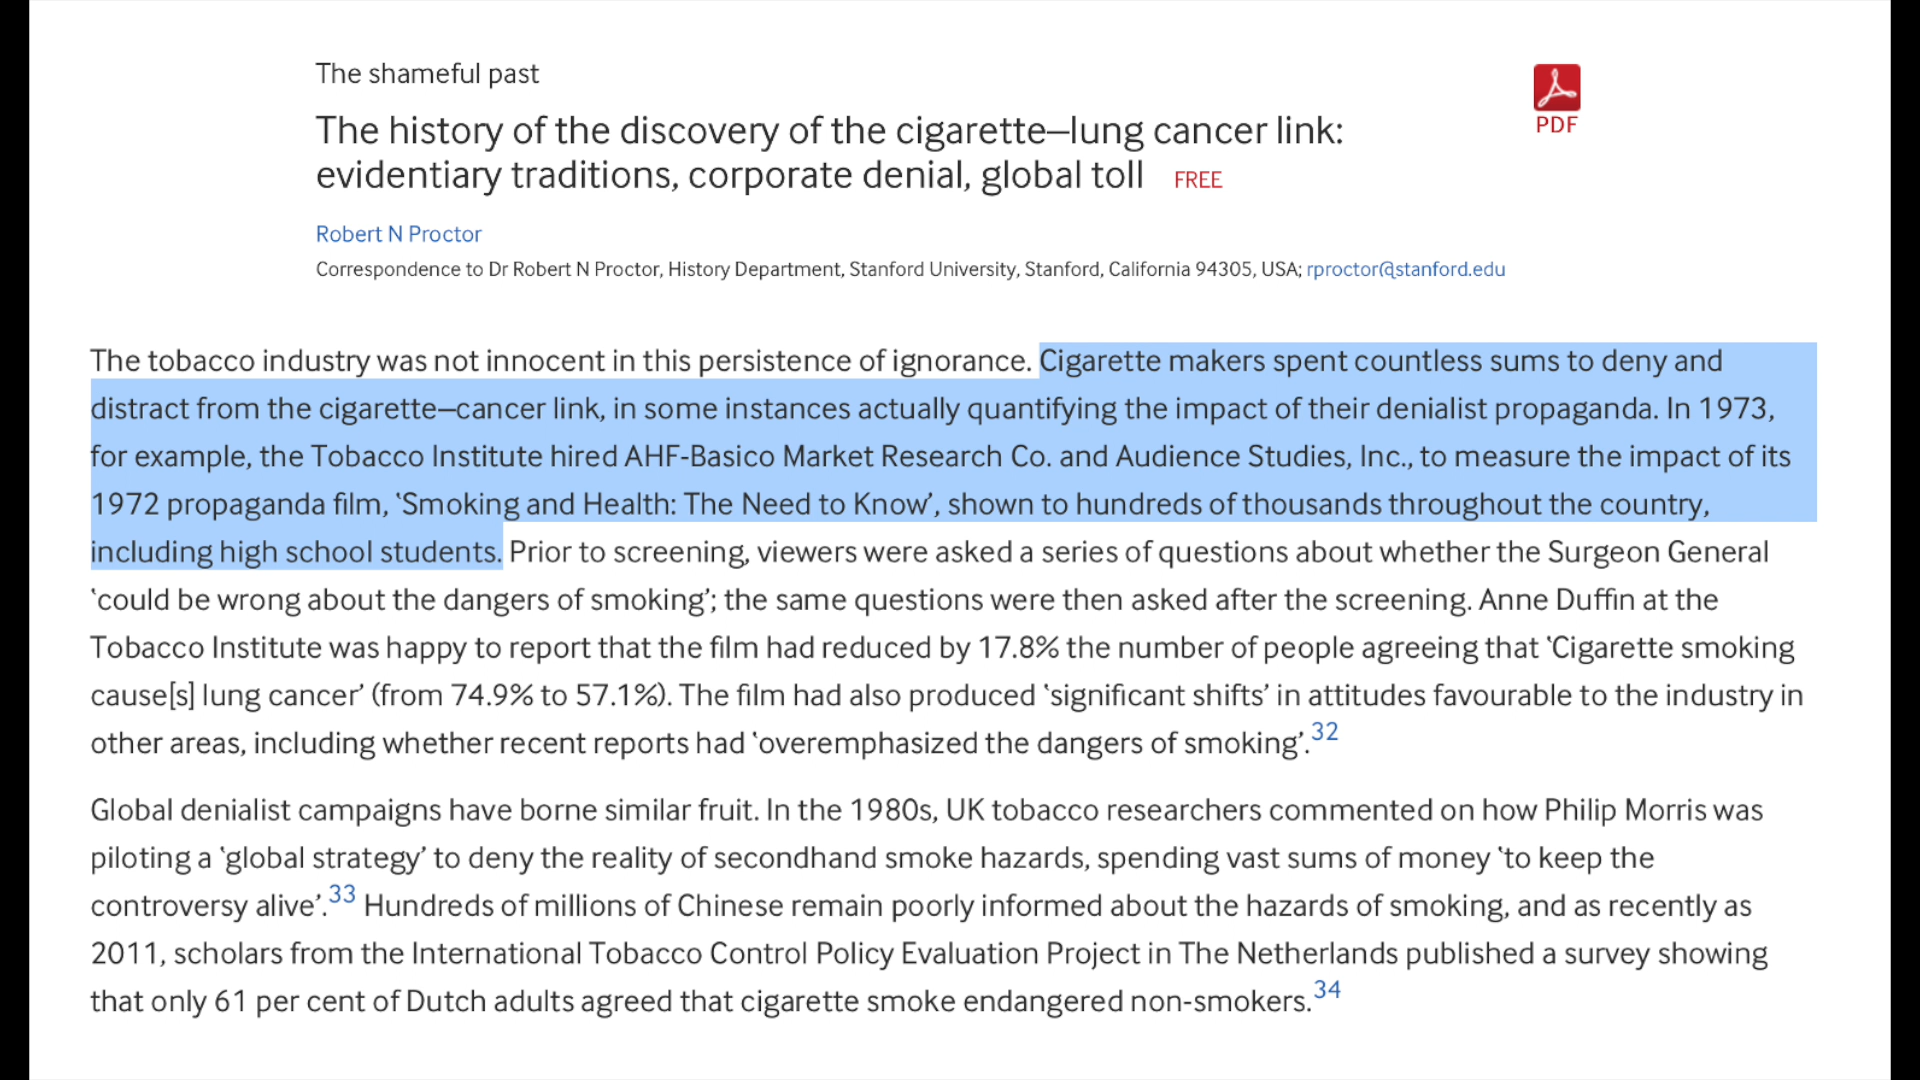 The shameful past
The history of the discovery of the cigarette–lung cancer link:
evidentiary traditions, corporate denial, global toll FREE
PDF
Robert N Proctor
Correspondence to Dr Robert N Proctor, History Department, Stanford University, Stanford, California 94305, USA; rproctor@stanford.edu
The tobacco industry was not innocent in this persistence of ignorance. Cigarette makers spent countless sums to deny and
distract from the cigarette–cancer link, in some instances actually quantifying the impact of their denialist propaganda. In 1973,
for example, the Tobacco Institute hired AHF-Basico Market Research Co. and Audience Studies, Inc., to measure the impact of its
1972 propaganda film, ‘Smoking and Health: The Need to Know’, shown to hundreds of thousands throughout the country,
including high school students. Prior to screening, viewers were asked a series of questions about whether the Surgeon General
‘could be wrong about the dangers of smoking’; the same questions were then asked after the screening. Anne Duffin at the
Tobacco Institute was happy to report that the film had reduced by 17.8% the number of people agreeing that ‘Cigarette smoking
cause[s] lung cancer’ (from 74.9% to 57.1%). The film had also produced ‘significant shifts’ in attitudes favourable to the industry in
other areas, including whether recent reports had ‘overemphasized the dangers of smoking’.32
Global denialist campaigns have borne similar fruit. In the 1980s, UK tobacco researchers commented on how Philip Morris was
piloting a ‘global strategy’ to deny the reality of secondhand smoke hazards, spending vast sums of money ‘to keep the
controversy alive’.33 Hundreds of millions of Chinese remain poorly informed about the hazards of smoking, and as recently as
2011, scholars from the International Tobacco Control Policy Evaluation Project in The Netherlands published a survey showing
that only 61 per cent of Dutch adults agreed that cigarette smoke endangered non-smokers.34